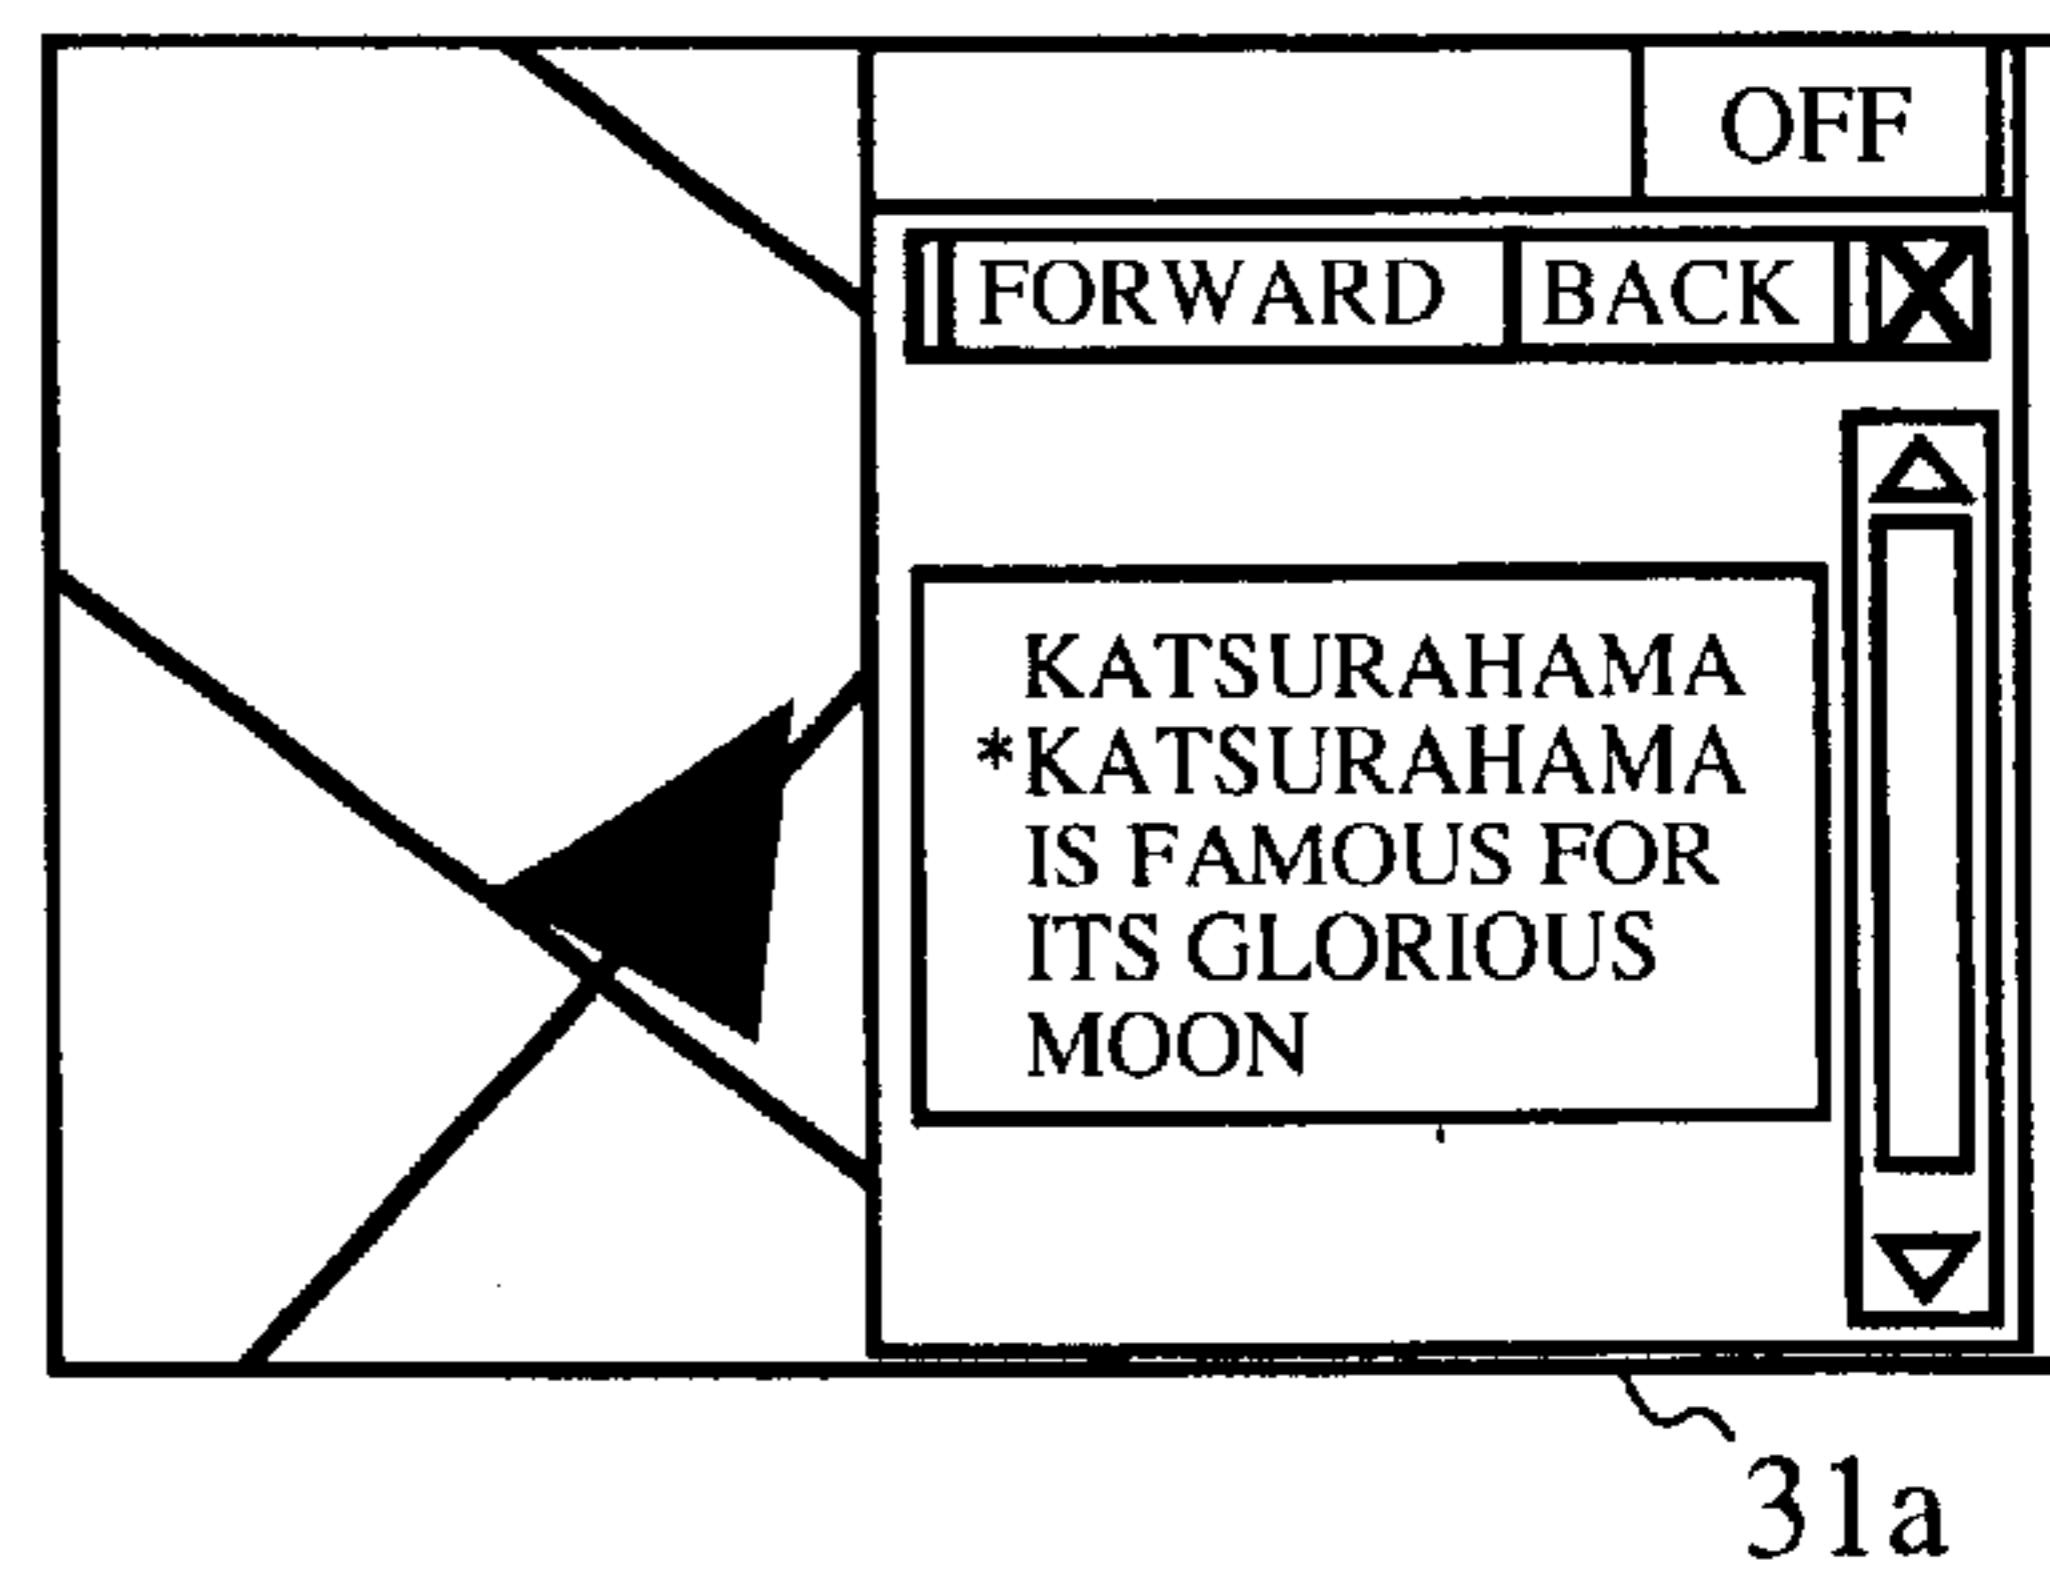 OFF
FORWARD BACK
KATSURAHAMA
*KATSURAHAMA
IS FAMOUS FOR
ITS GLORIOUS
MOON
31a